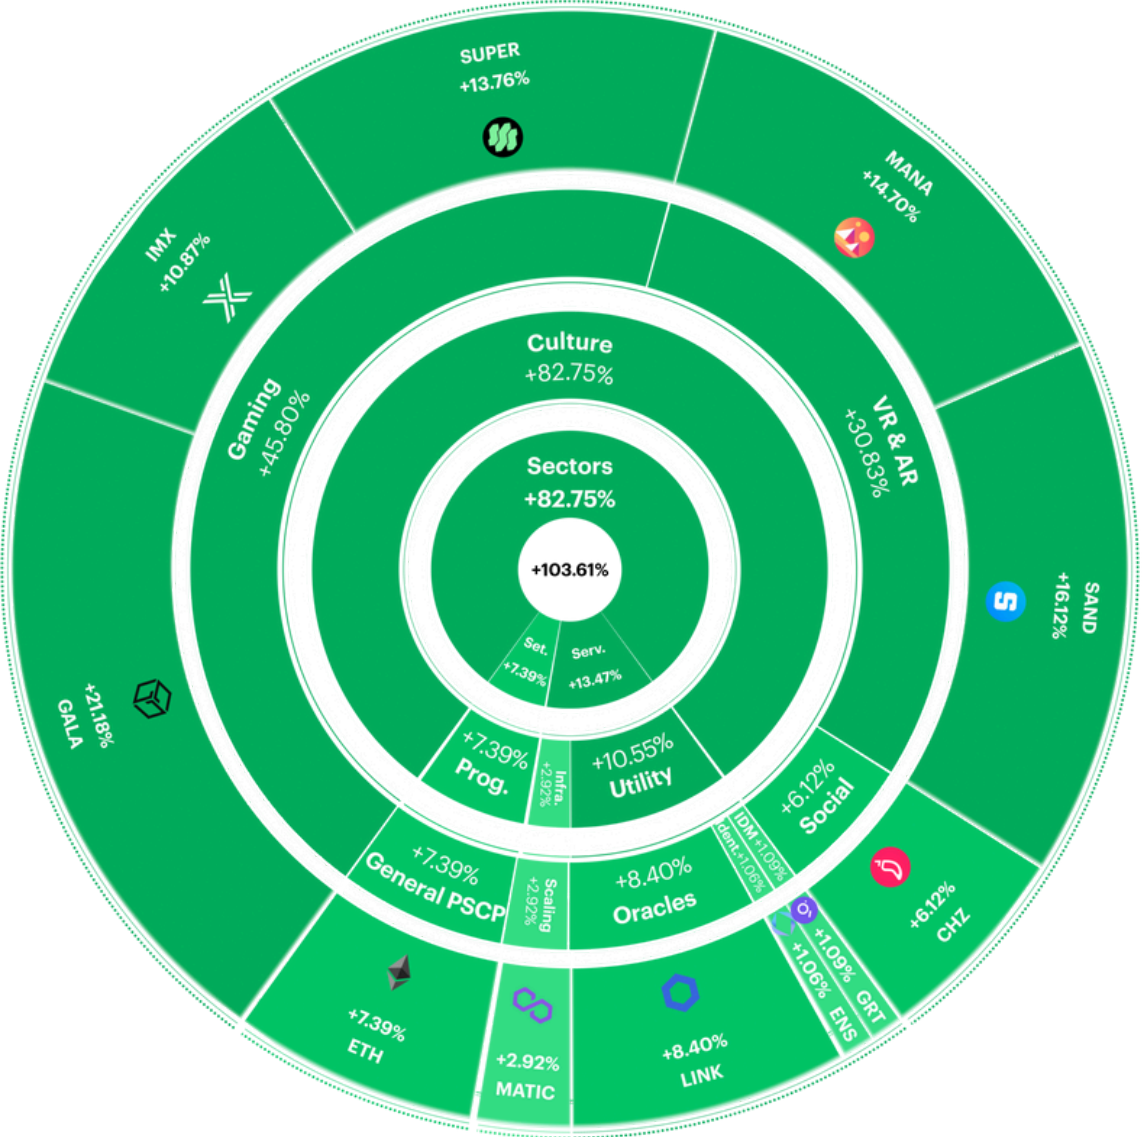 SUPER
+13.76%
MANA
+14.70%
IMX
+10.87%
Culture
+82.75%
Gaming
+45.80%
VR & AR
+30.83%
Sectors
+82.75%
+103.61%
SAND
+16.12%
Set.
+7.39%
Serv.
+13.47%
+21.18%
GALA
+7.39%
Prog.
Infra.
+2.92%
+10.55%
Utility
+6.12%
Social
IDM +1.09%
dent.+1.06%
+7.39%
General PSCP
Scaling
+2.92%
+8.40%
Oracles
+6.12%
CHZ
+1.09% GRT
+1.06% ENS
+7.39%
ETH
+2.92%
MATIC
+8.40%
LINK